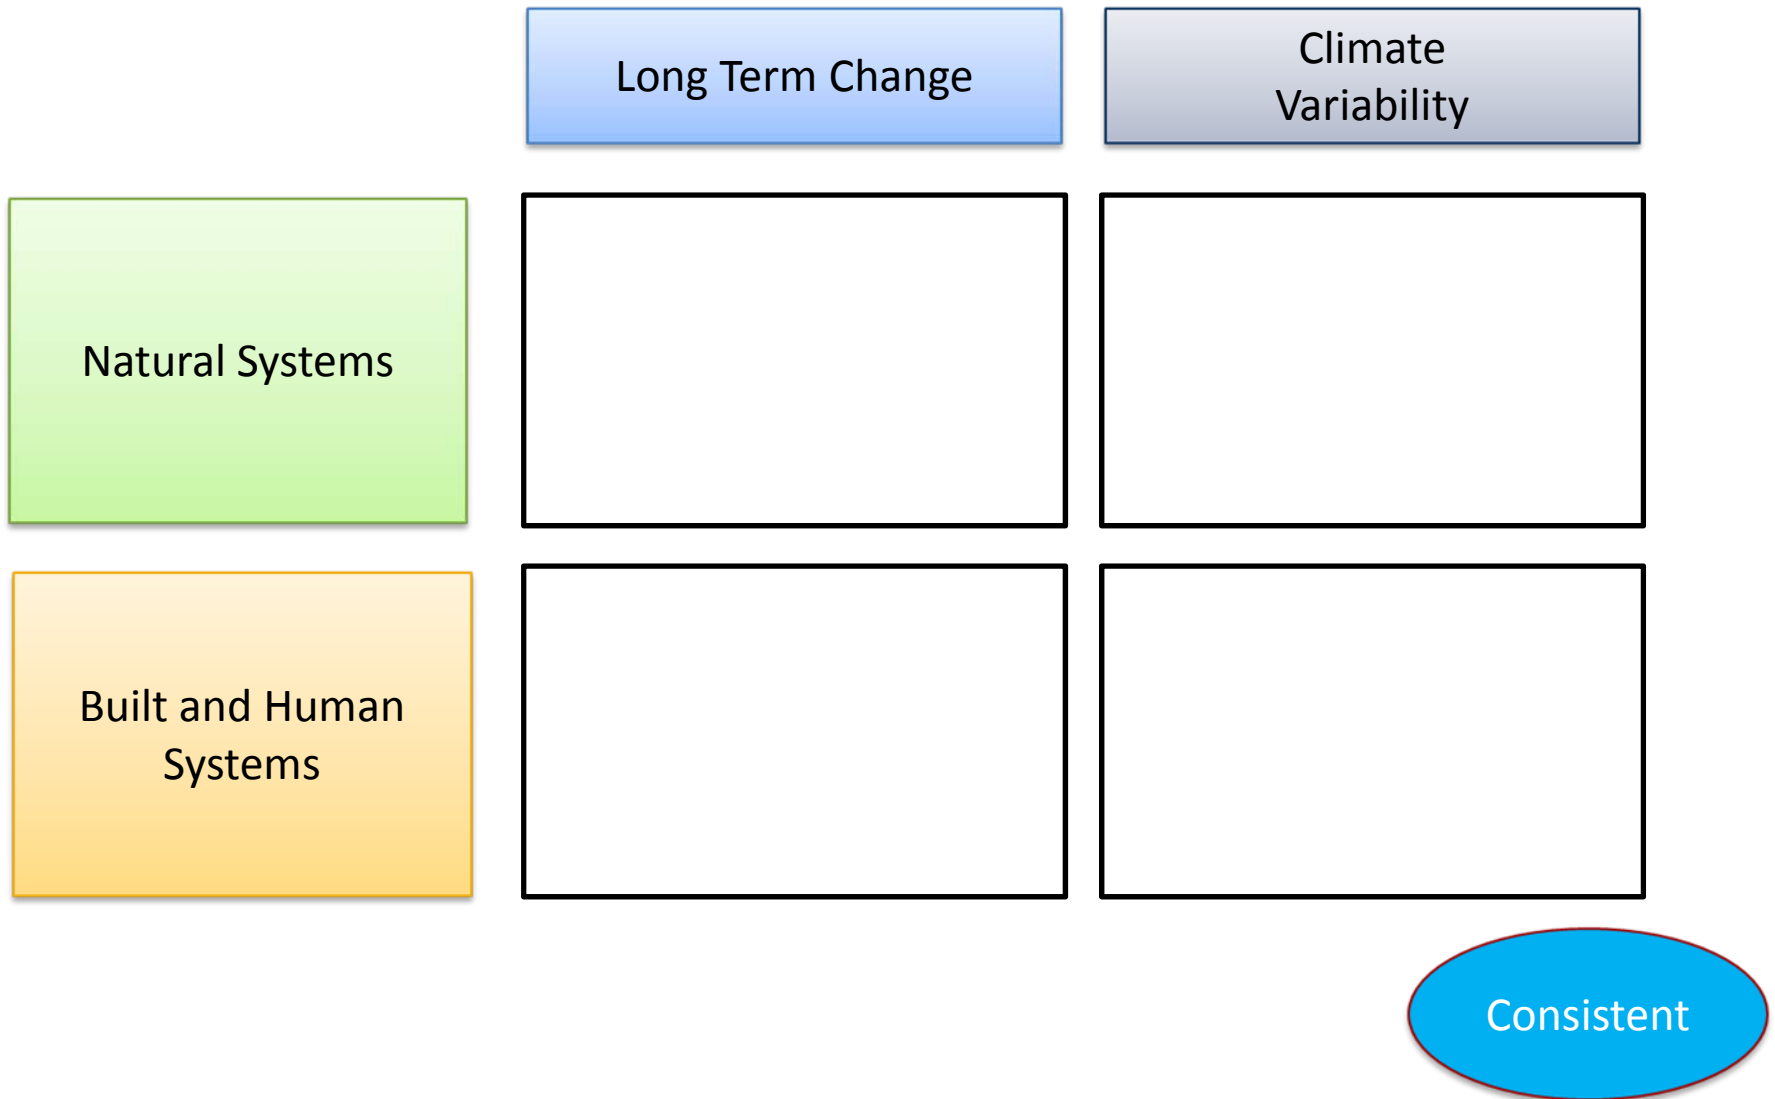 Long Term Change
Climate
Variability
Natural Systems
Built and Human
Systems
Consistent